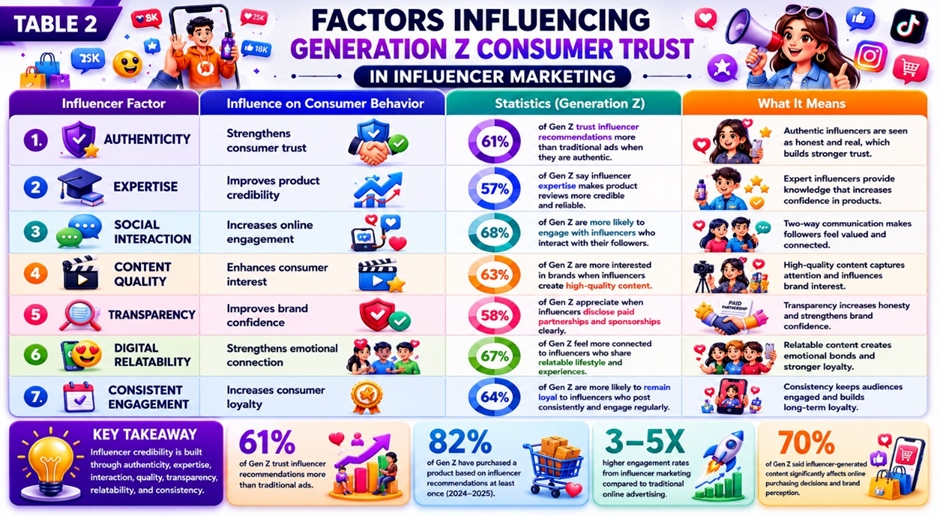 TABLE 2
9K
25K
25K
18K
FACTORS INFLUENCING
GENERATION Z CONSUMER TRUST
IN INFLUENCER MARKETING
Influencer Factor
Influence on Consumer Behavior
Statistics (Generation Z)
What It Means
1.
AUTHENTICITY
Strengthens
consumer trust
61%
of Gen Z trust influencer
recommendations more
than traditional ads when
they are authentic.
Authentic influencers are seen
as honest and real, which
builds stronger trust.
2
EXPERTISE
Improves product
credibility
57%
of Gen Z say influencer
expertise makes product
reviews more credible
and reliable.
Expert influencers provide
knowledge that increases
confidence in products.
3
SOCIAL
INTERACTION
Increases online
engagement
68%
of Gen Z are more likely to
engage with influencers who
interact with their followers.
Two-way communication makes
followers feel valued and
connected.
4
CONTENT
QUALITY
Enhances consumer
interest
63%
of Gen Z are more interested
in brands when influencers
create high-quality content.
High-quality content captures
attention and influences
brand interest.
5
TRANSPARENCY
Improves brand
confidence
58%
of Gen Z appreciate when
influencers disclose paid
partnerships and sponsorships
clearly.
PAID
PARTNERSHIP
Transparency increases honesty
and strengthens brand
confidence.
6
DIGITAL
RELATABILITY
Strengthens emotional
connection
67%
of Gen Z feel more connected
to influencers who share
relatable lifestyle and
experiences.
Relatable content creates
emotional bonds and
stronger loyalty.
7.
CONSISTENT
ENGAGEMENT
Increases consumer
loyalty
64%
of Gen Z are more likely to remain
loyal to influencers who post
consistently and engage regularly.
Consistency keeps audiences
engaged and builds
long-term loyalty.
KEY TAKEAWAY
Influencer credibility is built
through authenticity, expertise,
interaction, quality, transparency,
relatability, and consistency.
61%
of Gen Z trust influencer
recommendations more
than traditional ads.
82%
of Gen Z have purchased a
product based on influencer
recommendations at least
once (2024–2025).
3–5X
higher engagement rates
from influencer marketing
compared to traditional
online advertising.
70%
of Gen Z said influencer-generated
content significantly affects online
purchasing decisions and brand
perception.